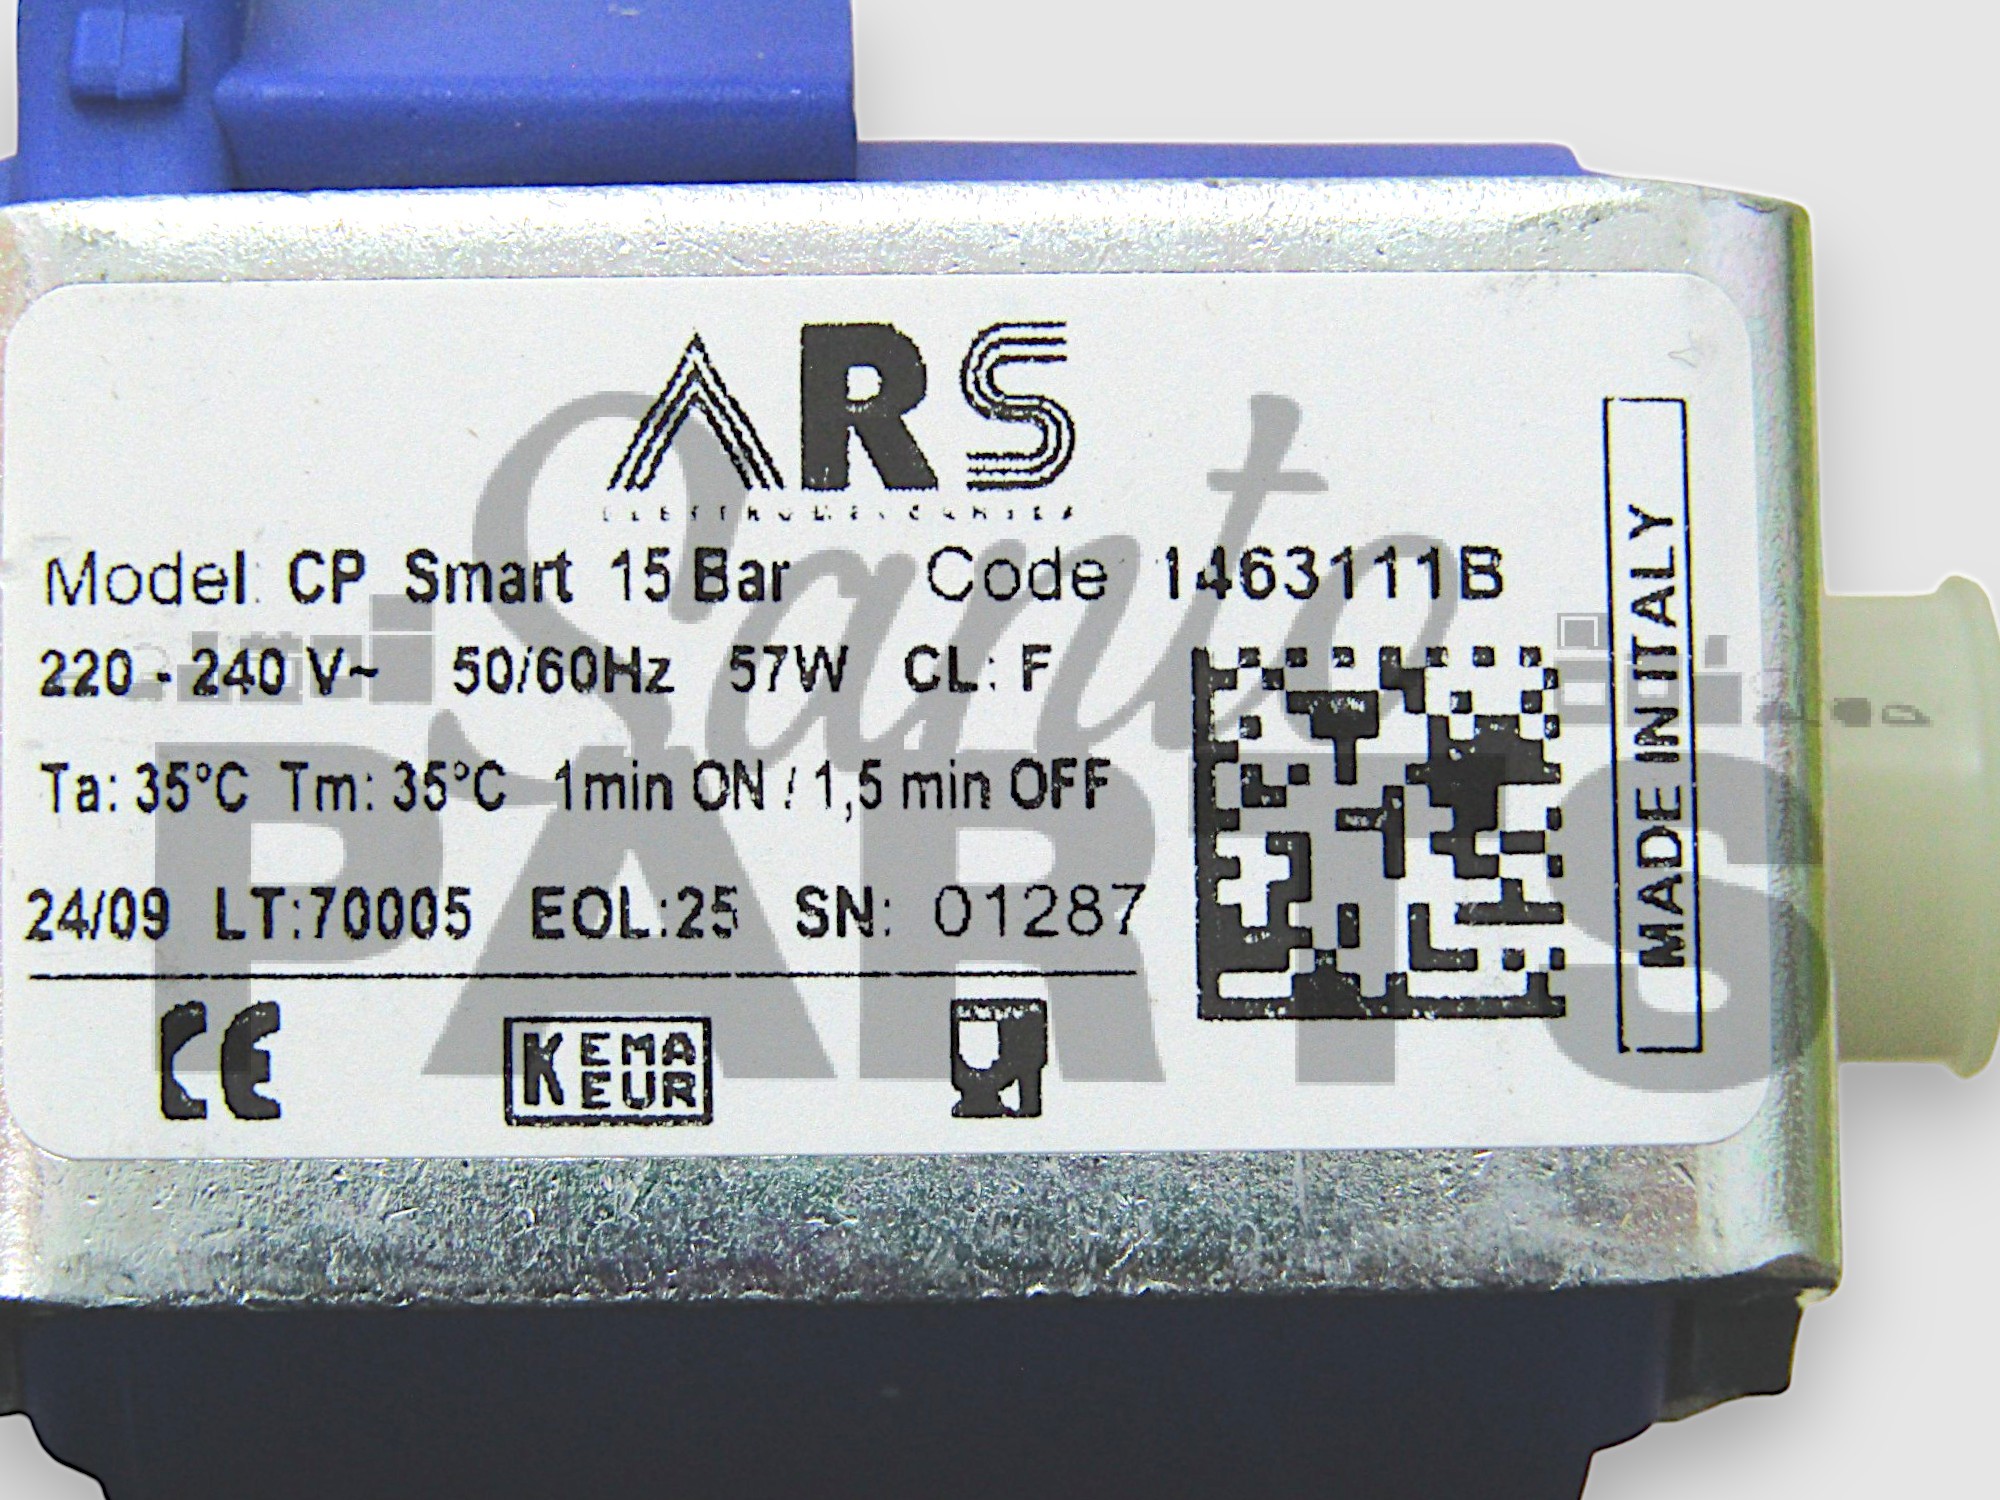 ARS
Model: CP Smart 15 Bar Code 1463111B
220 - 240 V~ 50/60Hz 57W CL: F
Ta: 35°C Tm: 35°C 1min ON / 1,5 min OFF
24/09 LT:70005 EOL:25 SN: 01287
CE
KEMA
EUR
MADE IN ITALY
Santo
PARTS